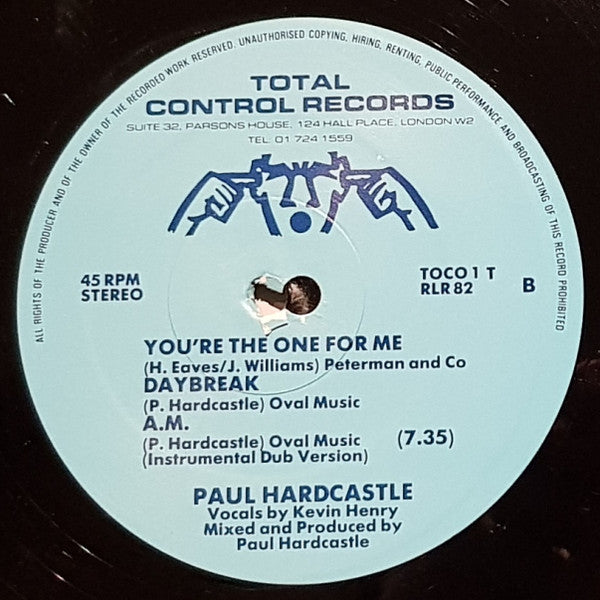 ALL RIGHTS OF THE PRODUCER AND OF THE OWNER OF THE RECORDED WORK RESERVED. UNAUTHORISED COPYING, HIRING, RENTING, PUBLIC PERFORMANCE AND BROADCASTING OF THIS RECORD PROHIBITED
TOTAL
CONTROL RECORDS
SUITE 32, PARSONS HOUSE, 124 HALL PLACE, LONDON W2
TEL 01 724 1559
45 RPM
STEREO
TOCO 1 T
RLR 82
B
YOU'RE THE ONE FOR ME
(H. Eaves/J. Williams) Peterman and Co
DAYBREAK
(P. Hardcastle) Oval Music
A.M.
(P. Hardcastle) Oval Music (7.35)
(Instrumental Dub Version)
PAUL HARDCASTLE
Vocals by Kevin Henry
Mixed and Produced by
Paul Hardcastle